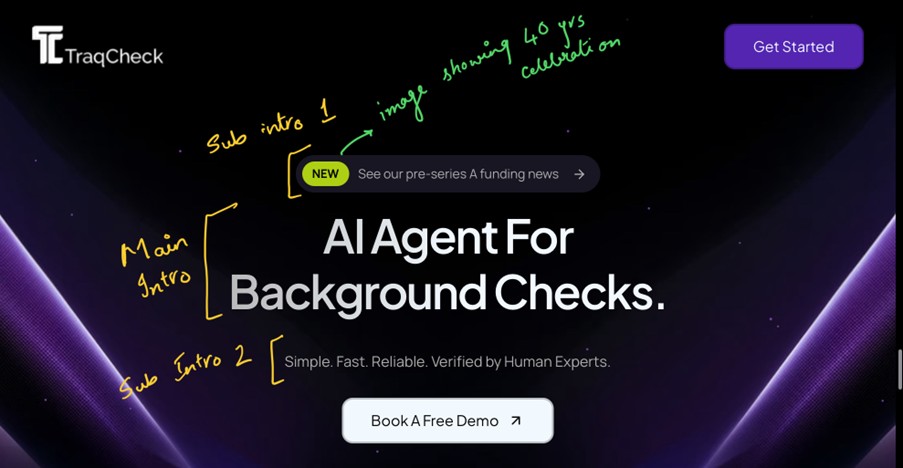 TraqCheck
image showing 40 yrs
celebration
Get Started
Sub intro 1
NEW See our pre-series A funding news →
Main
Intro
AI Agent For
Background Checks.
Sub Intro 2
Simple. Fast. Reliable. Verified by Human Experts.
Book A Free Demo ↗